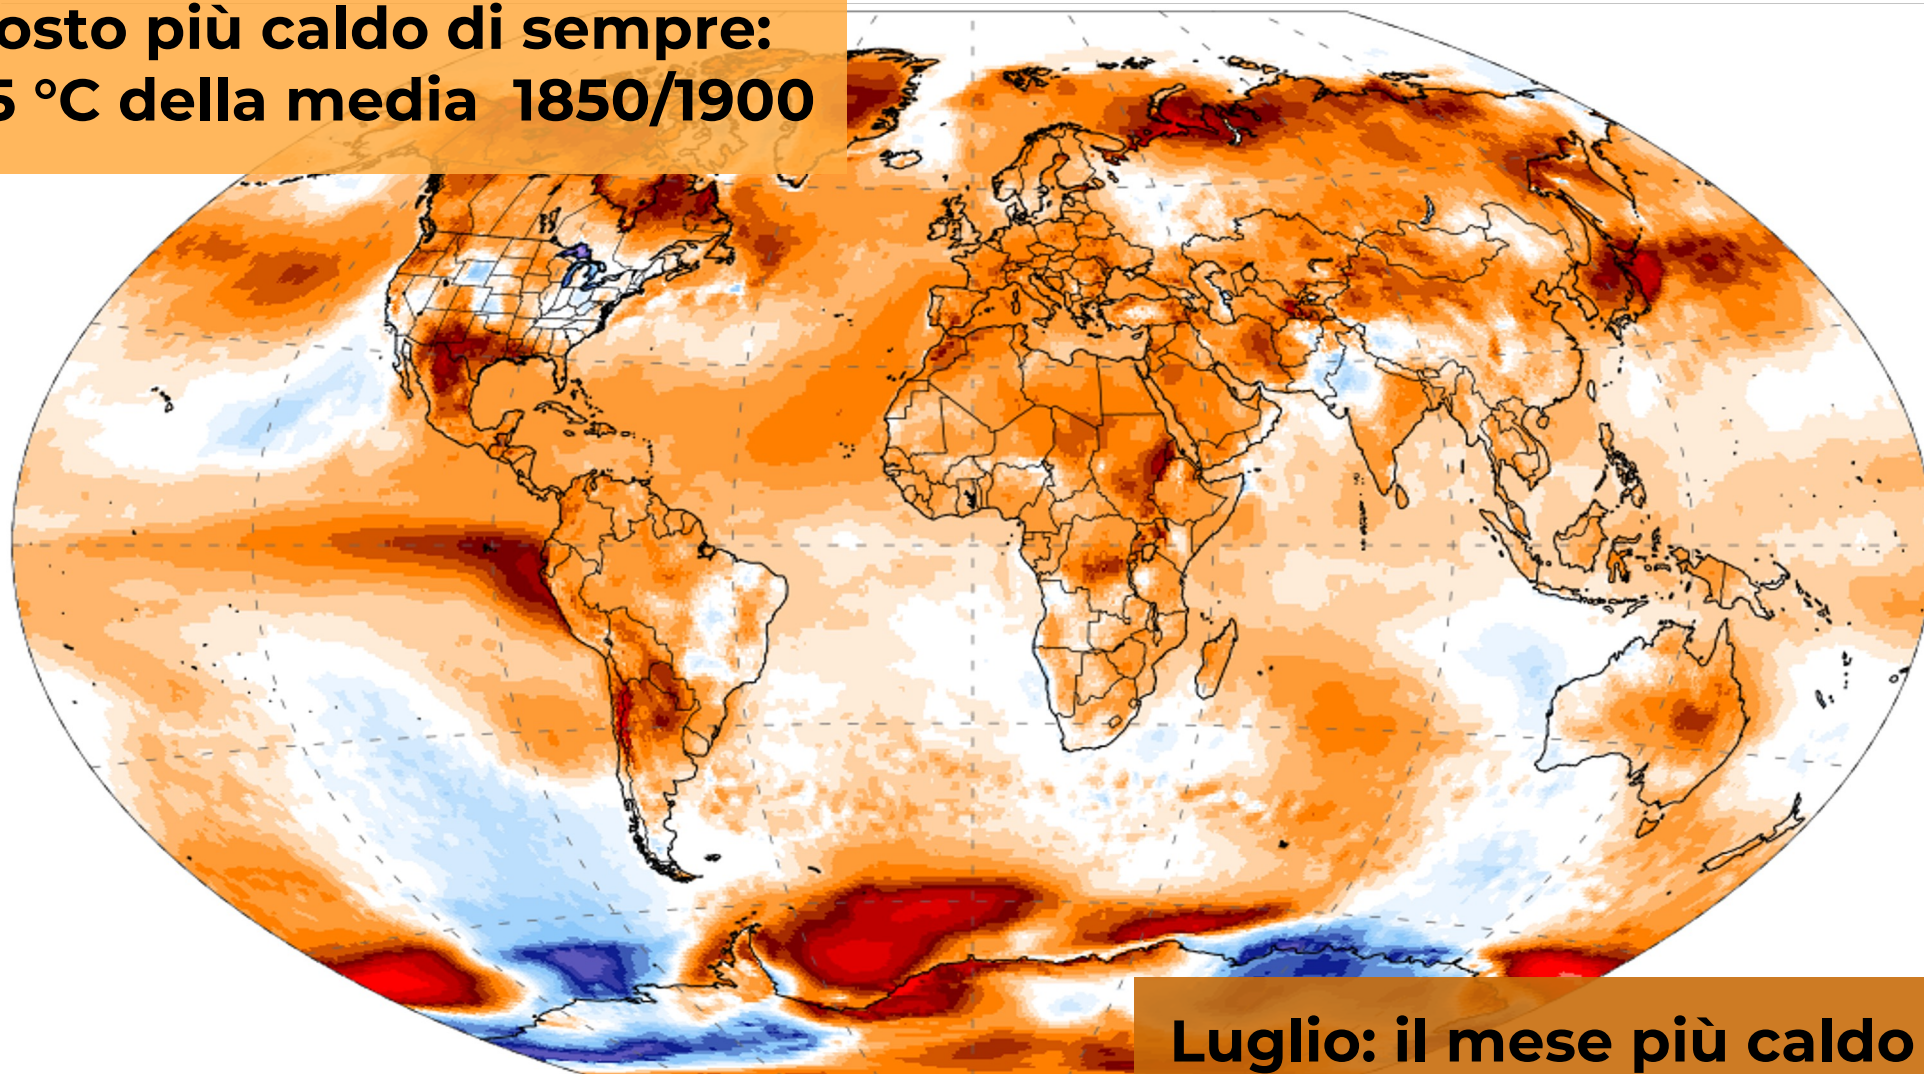 osto più caldo di sempre:
5 °C della media 1850/1900
Luglio: il mese più caldo